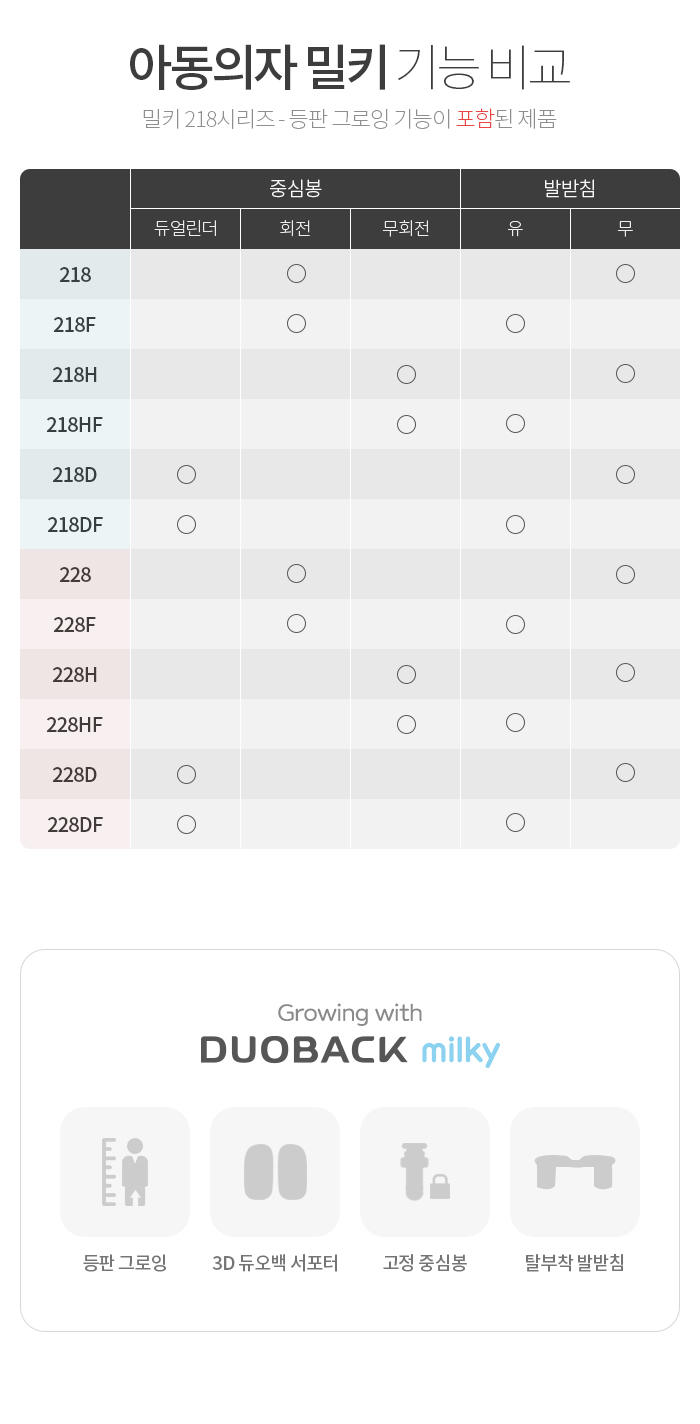 아동의자 밀키 기능 비교
밀키 218시리즈 - 등판 그로잉 기능이 포함된 제품
중심봉 발받침
듀얼린더 회전 무회전 유 무
218 ○ ○
218F ○ ○
218H ○ ○
218HF ○ ○
218D ○ ○
218DF ○ ○
228 ○ ○
228F ○ ○
228H ○ ○
228HF ○ ○
228D ○ ○
228DF ○ ○
Growing with
DUOBACK milky
등판 그로잉 3D 듀오백 서포터 고정 중심봉 탈부착 발받침